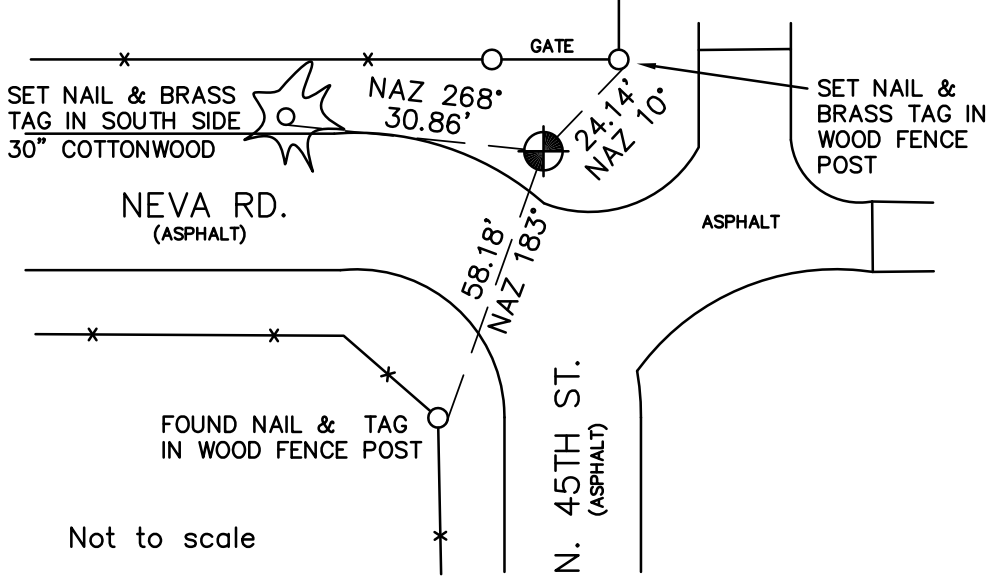 GATE
SET NAIL & BRASS
TAG IN SOUTH SIDE
30" COTTONWOOD
NAZ 268°
30.86'
24.14'
NAZ 10°
SET NAIL &
BRASS TAG IN
WOOD FENCE
POST
NEVA RD.
(ASPHALT)
ASPHALT
58.18'
NAZ 183°
FOUND NAIL & TAG
IN WOOD FENCE POST
N. 45TH ST.
(ASPHALT)
Not to scale